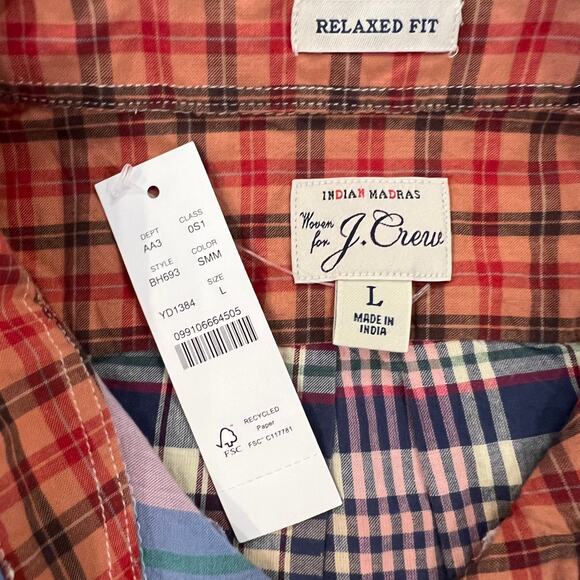 RELAXED FIT
INDIAN MADRAS
Woven
for J.Crew
L
MADE IN
INDIA
DEPT CLASS
AA3 0S1
STYLE COLOR
BH693 SMM
SIZE
YD1384 L
099106664505
RECYCLED
Paper
FSC® C117781
FSC